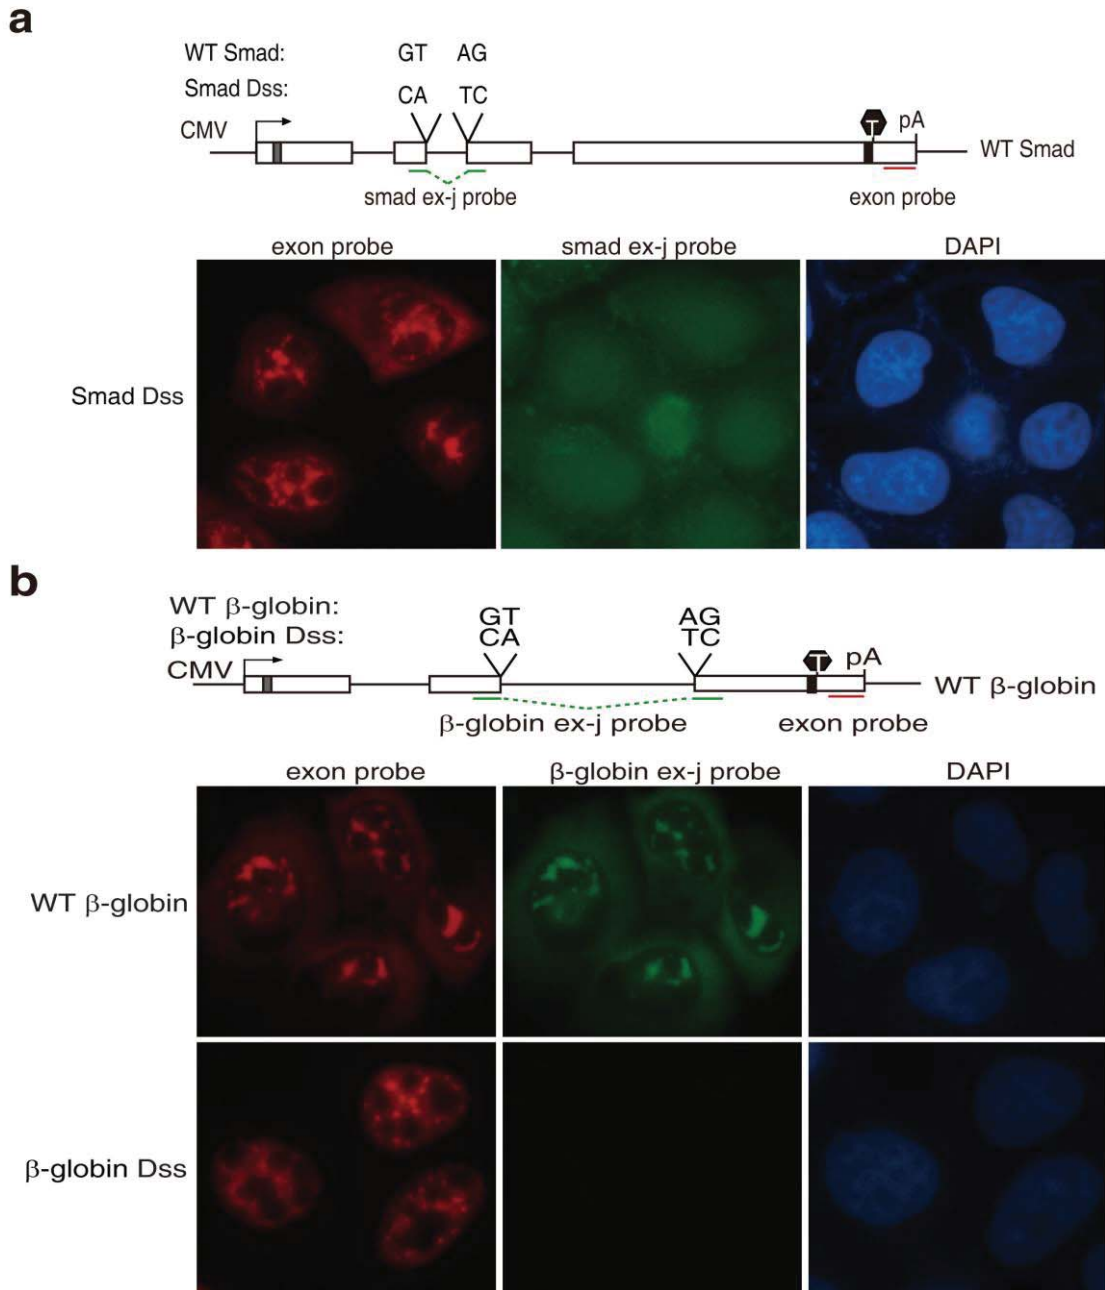 a
WT Smad: GT AG
Smad Dss: CA TC
CMV T pA WT Smad
smad ex-j probe exon probe
exon probe smad ex-j probe DAPI
Smad Dss
b
WT β-globin: GT AG
β-globin Dss: CA TC
CMV T pA WT β-globin
β-globin ex-j probe exon probe
exon probe β-globin ex-j probe DAPI
WT β-globin
β-globin Dss